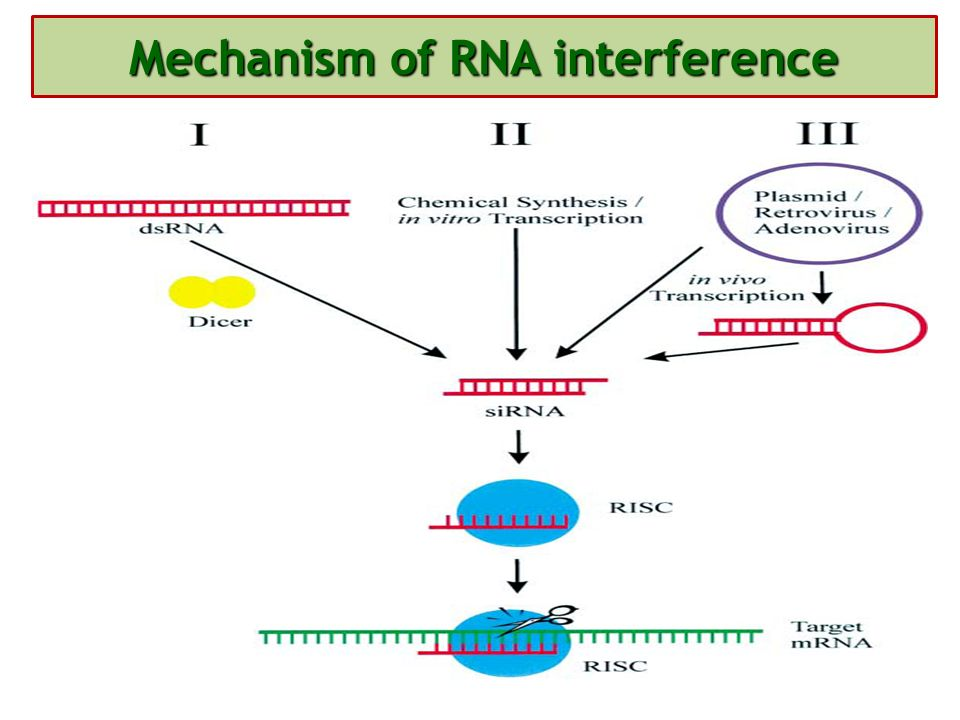 Mechanism of RNA interference
I
II
III
dsRNA
Dicer
Chemical Synthesis /
in vitro Transcription
Plasmid /
Retrovirus /
Adenovirus
in vivo
Transcription
siRNA
RISC
Target
mRNA
RISC